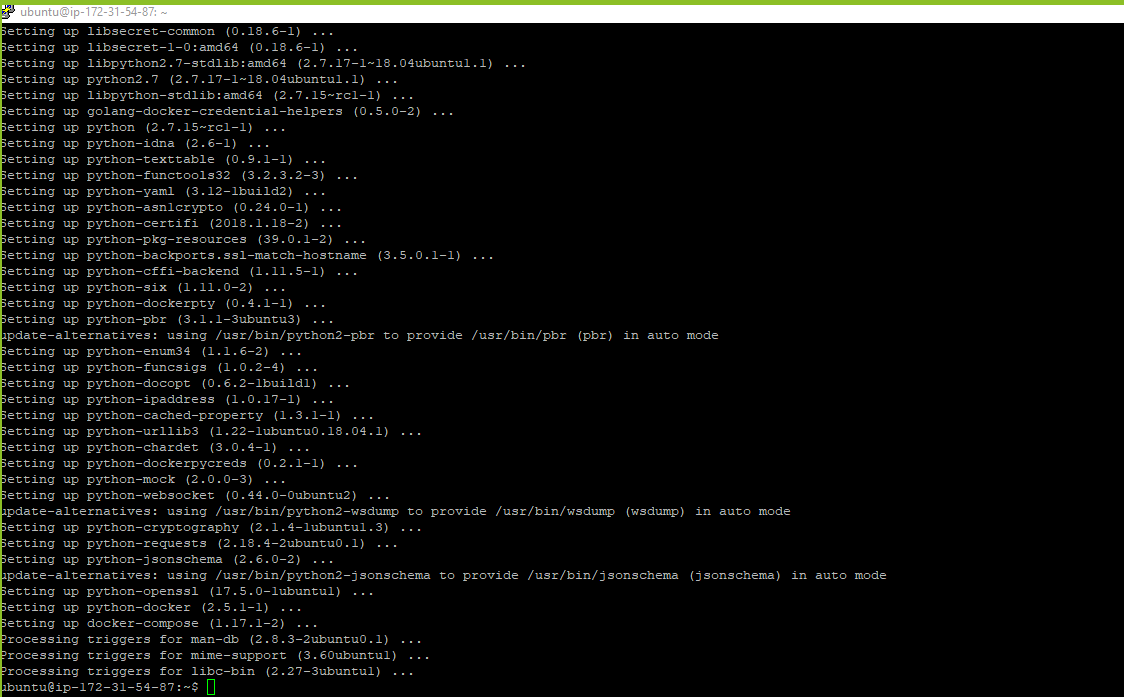 ubuntu@ip-172-31-54-87: ~
Setting up libsecret-common (0.18.6-1) ...
Setting up libsecret-1-0:amd64 (0.18.6-1) ...
Setting up libpython2.7-stdlib:amd64 (2.7.17-1~18.04ubuntu1.1) ...
Setting up python2.7 (2.7.17-1~18.04ubuntu1.1) ...
Setting up libpython-stdlib:amd64 (2.7.15~rc1-1) ...
Setting up golang-docker-credential-helpers (0.5.0-2) ...
Setting up python (2.7.15~rc1-1) ...
Setting up python-idna (2.6-1) ...
Setting up python-texttable (0.9.1-1) ...
Setting up python-functools32 (3.2.3.2-3) ...
Setting up python-yaml (3.12-1build2) ...
Setting up python-asn1crypto (0.24.0-1) ...
Setting up python-certifi (2018.1.18-2) ...
Setting up python-pkg-resources (39.0.1-2) ...
Setting up python-backports.ssl-match-hostname (3.5.0.1-1) ...
Setting up python-cffi-backend (1.11.5-1) ...
Setting up python-six (1.11.0-2) ...
Setting up python-dockerpty (0.4.1-1) ...
Setting up python-pbr (3.1.1-3ubuntu3) ...
update-alternatives: using /usr/bin/python2-pbr to provide /usr/bin/pbr (pbr) in auto mode
Setting up python-enum34 (1.1.6-2) ...
Setting up python-funcsigs (1.0.2-4) ...
Setting up python-docopt (0.6.2-1build1) ...
Setting up python-ipaddress (1.0.17-1) ...
Setting up python-cached-property (1.3.1-1) ...
Setting up python-urllib3 (1.22-1ubuntu0.18.04.1) ...
Setting up python-chardet (3.0.4-1) ...
Setting up python-dockerpycreds (0.2.1-1) ...
Setting up python-mock (2.0.0-3) ...
Setting up python-websocket (0.44.0-0ubuntu2) ...
update-alternatives: using /usr/bin/python2-wsdump to provide /usr/bin/wsdump (wsdump) in auto mode
Setting up python-cryptography (2.1.4-1ubuntu1.3) ...
Setting up python-requests (2.18.4-2ubuntu0.1) ...
Setting up python-jsonschema (2.6.0-2) ...
update-alternatives: using /usr/bin/python2-jsonschema to provide /usr/bin/jsonschema (jsonschema) in auto mode
Setting up python-openssl (17.5.0-1ubuntu1) ...
Setting up python-docker (2.5.1-1) ...
Setting up docker-compose (1.17.1-2) ...
Processing triggers for man-db (2.8.3-2ubuntu0.1) ...
Processing triggers for mime-support (3.60ubuntu1) ...
Processing triggers for libc-bin (2.27-3ubuntu1) ...
ubuntu@ip-172-31-54-87:~$